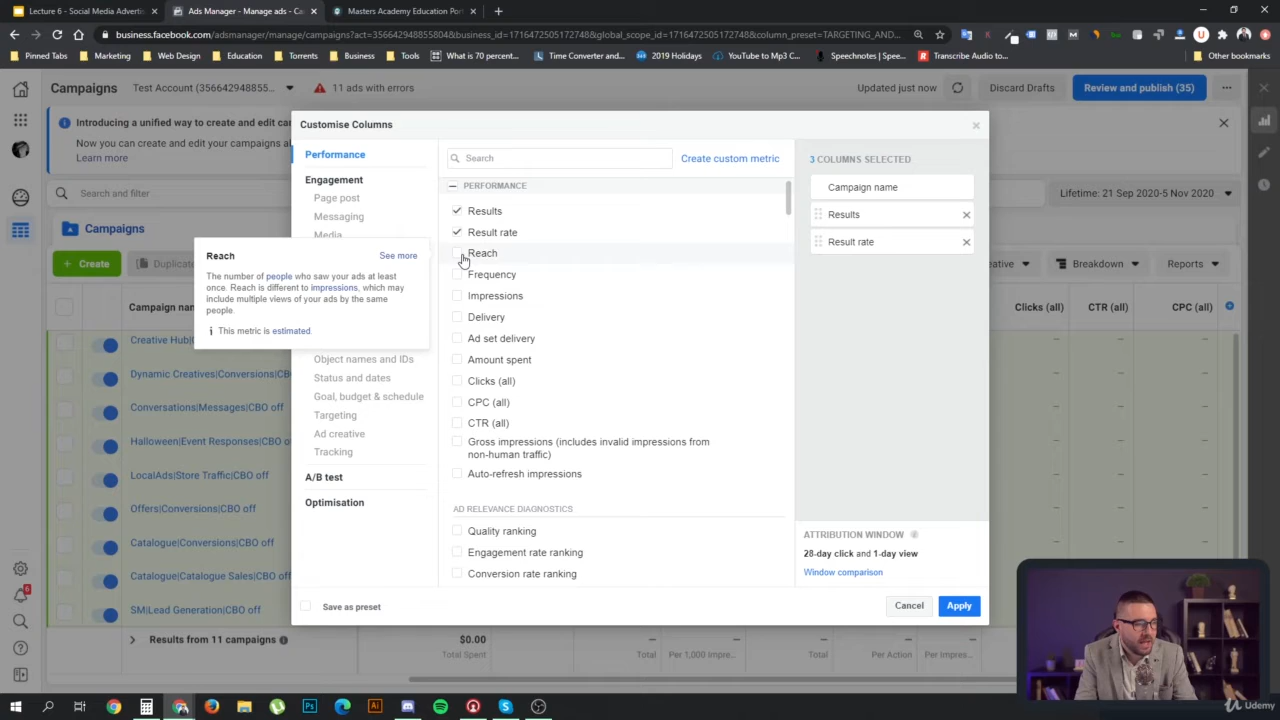 Lecture 6 - Social Media Adverti
Ads Manager - Manage ads - Ca
Masters Academy Education Port
business.facebook.com/adsmanager/manage/campaigns?act=356642948855804&business_id=171647250517274&global_scope_id=171647250517274&column_preset=TARGETING_AND...
Pinned Tabs
Marketing
Web Design
Education
Torrents
Business
Tools
What is 70 percent...
Time Converter and...
2019 Holidays
YouTube to Mp3 C...
Speechnotes | Spee...
Transcribe Audio to...
Other bookmarks
Campaigns
Test Account (356642948855...
11 ads with errors
Updated just now
Discard Drafts
Review and publish (35)
Introducing a unified way to create and edit car
Now you can create and edit your campaigns a
Learn more
Search and filter
Lifetime: 21 Sep 2020-5 Nov 2020
Campaigns
+ Create
Duplicate
Breakdown
Reports
Campaign nam
Clicks (all)
CTR (all)
CPC (all)
Creative Hub|C
Dynamic Creatives|Conversions|CB
Conversations|Messages|CBO off
Halloween|Event Responses|CBO o
LocalAds|Store Traffic|CBO off
Offers|Conversions|CBO off
Catalogue|Conversions|CBO off
Catalogue|Catalogue Sales|CBO off
SM|Lead Generation|CBO off
Results from 11 campaigns
$0.00
Total Spent
Total
Per 1,000 Impre...
Total
Per Action
Per Impres...
Customise Columns
Performance
Engagement
Page post
Messaging
Media
Object names and IDs
Status and dates
Goal, budget & schedule
Targeting
Ad creative
Tracking
A/B test
Optimisation
Search
Create custom metric
PERFORMANCE
Results
Result rate
Reach
Frequency
Impressions
Delivery
Ad set delivery
Amount spent
Clicks (all)
CPC (all)
CTR (all)
Gross impressions (includes invalid impressions from
non-human traffic)
Auto-refresh impressions
AD RELEVANCE DIAGNOSTICS
Quality ranking
Engagement rate ranking
Conversion rate ranking
3 COLUMNS SELECTED
Campaign name
Results
Result rate
ATTRIBUTION WINDOW
28-day click and 1-day view
Window comparison
Save as preset
Cancel
Apply
Reach
See more
The number of people who saw your ads at least
once. Reach is different to impressions, which may
include multiple views of your ads by the same
people.
This metric is estimated.
Udemy